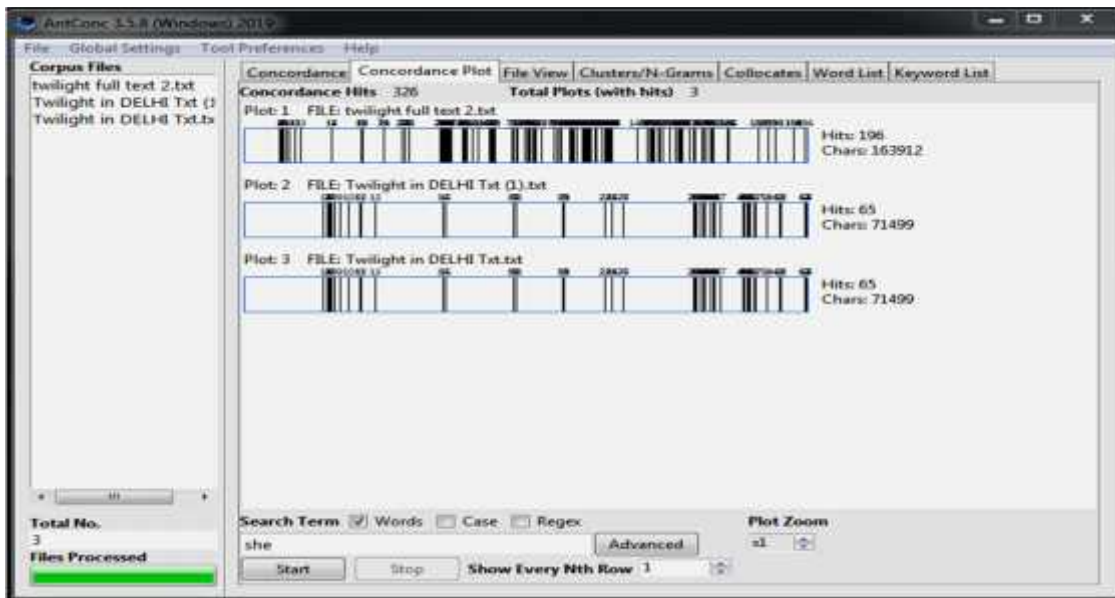 AntConc 3.5.8 (Windows) 2019
File Global Settings Tool Preferences Help
Corpus Files
twilight full text 2.txt
Twilight in DELHI Txt (1
Twilight in DELHI Txt.tx
Concordance Concordance Plot File View Clusters/N-Grams Collocates Word List Keyword List
Concordance Hits 326 Total Plots (with hits) 3
Plot: 1 FILE: twilight full text 2.txt
Hits: 196
Chars: 163912
Plot: 2 FILE: Twilight in DELHI Txt (1).txt
Hits: 65
Chars: 71499
Plot: 3 FILE: Twilight in DELHI Txt.txt
Hits: 65
Chars: 71499
Total No.
3
Files Processed
Search Term Words Case Regex
she Advanced
Start Stop Show Every Nth Row 1
Plot Zoom
x1